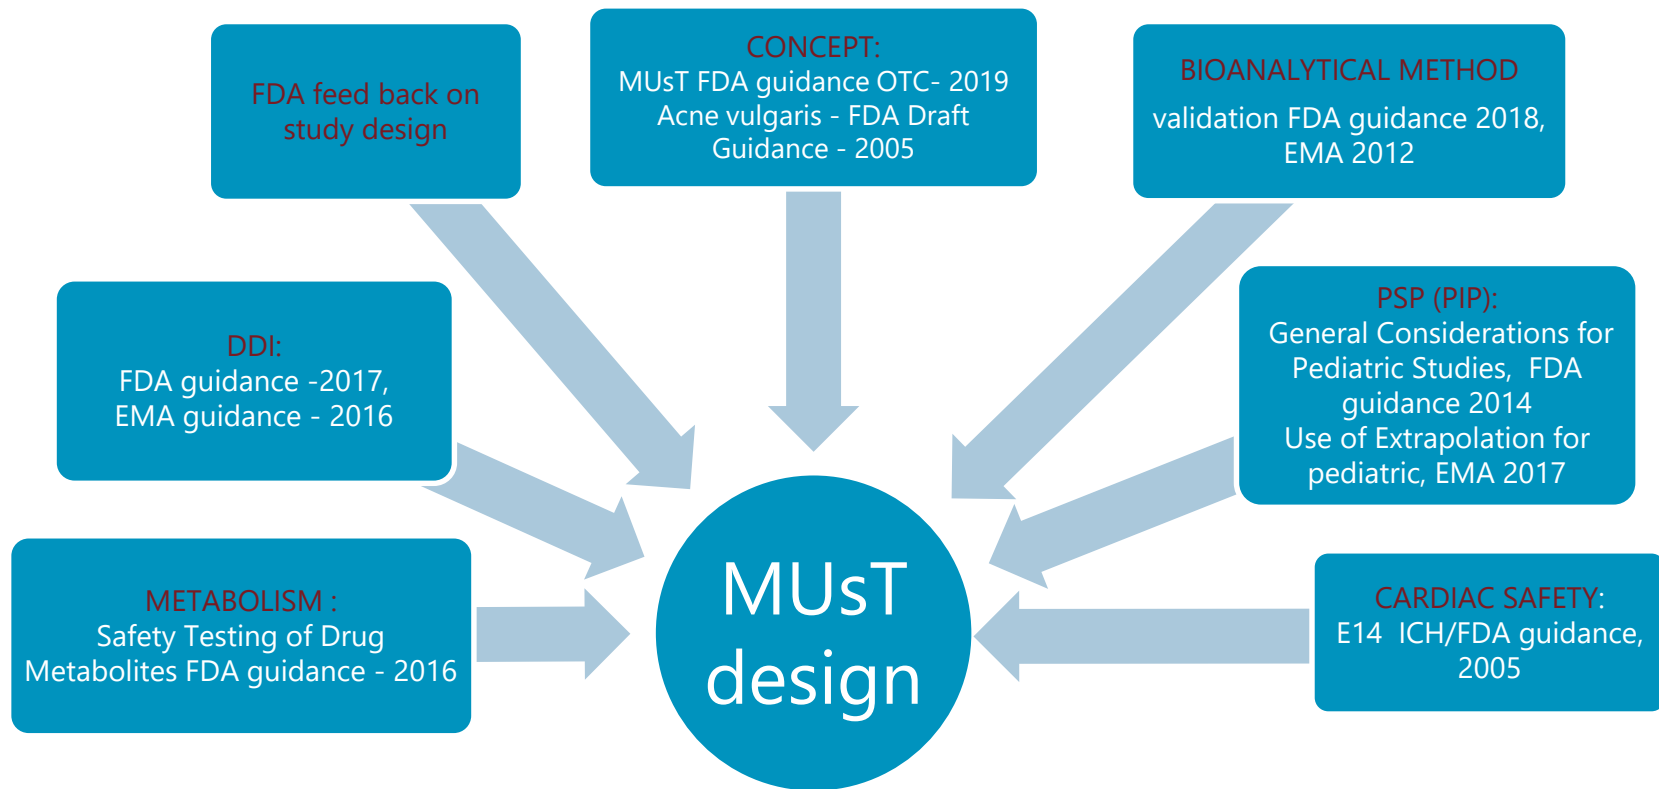 FDA feed back on
study design
CONCEPT:
MUsT FDA guidance OTC- 2019
Acne vulgaris - FDA Draft
Guidance - 2005
BIOANALYTICAL METHOD
validation FDA guidance 2018,
EMA 2012
DDI:
FDA guidance -2017,
EMA guidance - 2016
PSP (PIP):
General Considerations for
Pediatric Studies,  FDA
guidance 2014
Use of Extrapolation for
pediatric, EMA 2017
METABOLISM :
Safety Testing of Drug
Metabolites FDA guidance - 2016
MUsT
design
CARDIAC SAFETY:
E14  ICH/FDA guidance,
2005